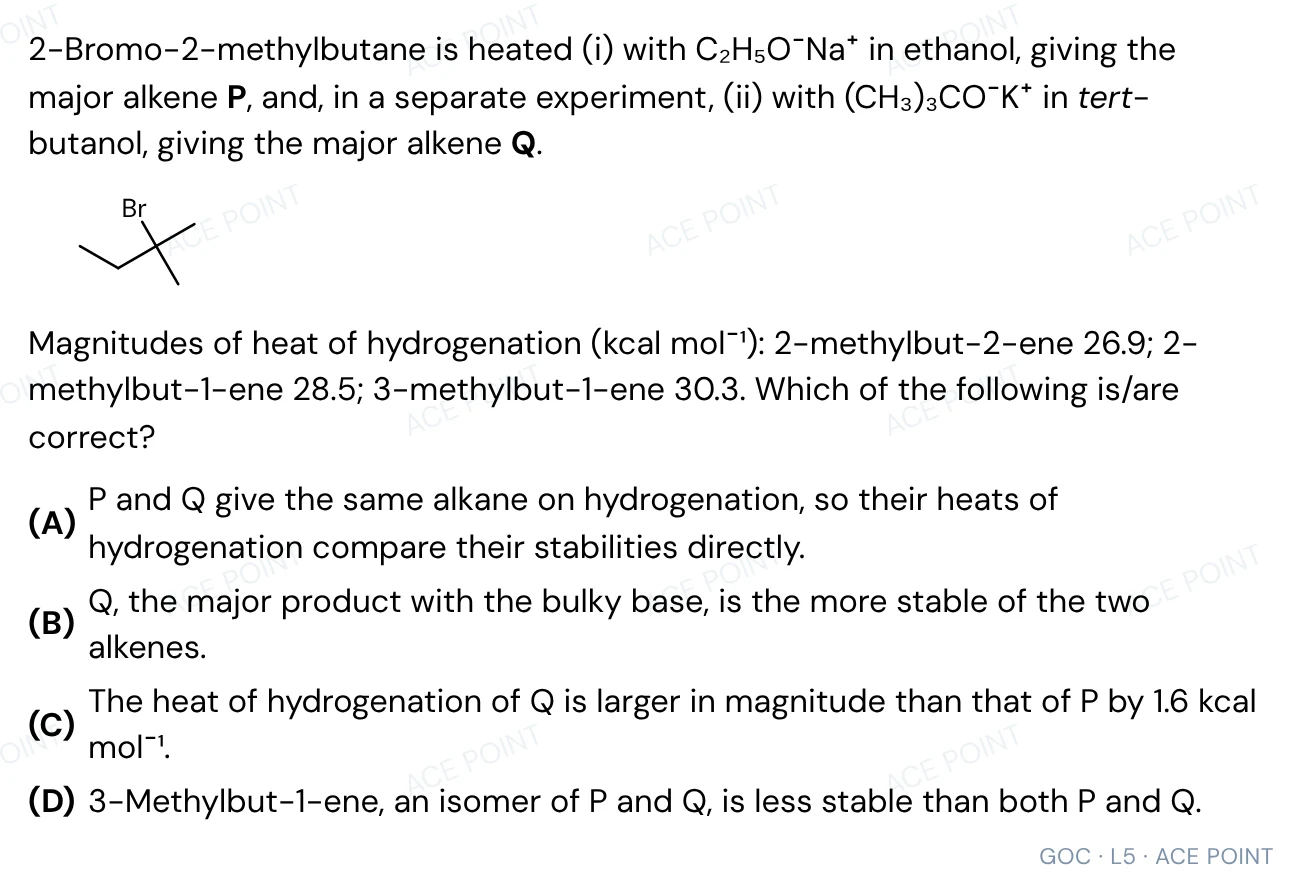 2-Bromo-2-methylbutane is heated (i) with C₂H₅O⁻Na⁺ in ethanol, giving the
major alkene P, and, in a separate experiment, (ii) with (CH₃)₃CO⁻K⁺ in tert-
butanol, giving the major alkene Q.
Br
Magnitudes of heat of hydrogenation (kcal mol⁻¹): 2-methylbut-2-ene 26.9; 2-
methylbut-1-ene 28.5; 3-methylbut-1-ene 30.3. Which of the following is/are
correct?
(A) P and Q give the same alkane on hydrogenation, so their heats of
hydrogenation compare their stabilities directly.
(B) Q, the major product with the bulky base, is the more stable of the two
alkenes.
(C) The heat of hydrogenation of Q is larger in magnitude than that of P by 1.6 kcal
mol⁻¹.
(D) 3-Methylbut-1-ene, an isomer of P and Q, is less stable than both P and Q.
GOC · L5 · ACE POINT